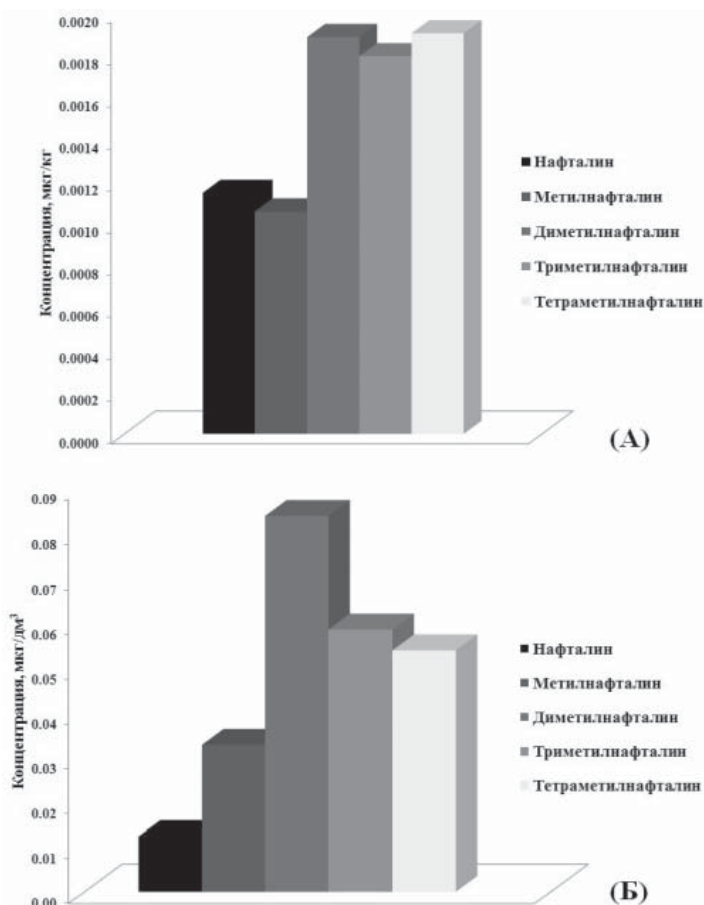 Концентрация, мкг/кг
0.0020
0.0018
0.0016
0.0014
0.0012
0.0010
0.0008
0.0006
0.0004
0.0002
0.0000
Нафталин
Метилнафталин
Диметилнафталин
Триметилнафталин
Тетраметилнафталин
(А)
Концентрация, мкг/дм³
0.09
0.08
0.07
0.06
0.05
0.04
0.03
0.02
0.01
0.00
Нафталин
Метилнафталин
Диметилнафталин
Триметилнафталин
Тетраметилнафталин
(Б)